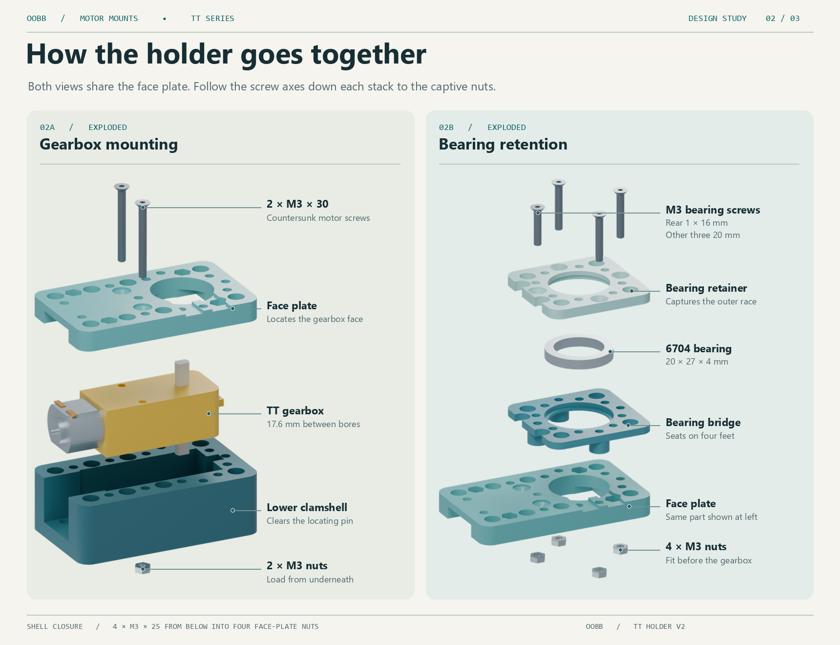 OOBB / MOTOR MOUNTS • TT SERIES
DESIGN STUDY 02 / 03
How the holder goes together
Both views share the face plate. Follow the screw axes down each stack to the captive nuts.
02A / EXPLODED
Gearbox mounting
2 × M3 × 30
Countersunk motor screws
Face plate
Locates the gearbox face
TT gearbox
17.6 mm between bores
Lower clamshell
Clears the locating pin
2 × M3 nuts
Load from underneath
02B / EXPLODED
Bearing retention
M3 bearing screws
Rear 1 × 16 mm
Other three 20 mm
Bearing retainer
Captures the outer race
6704 bearing
20 × 27 × 4 mm
Bearing bridge
Seats on four feet
Face plate
Same part shown at left
4 × M3 nuts
Fit before the gearbox
SHELL CLOSURE / 4 × M3 × 25 FROM BELOW INTO FOUR FACE-PLATE NUTS
OOBB / TT HOLDER V2